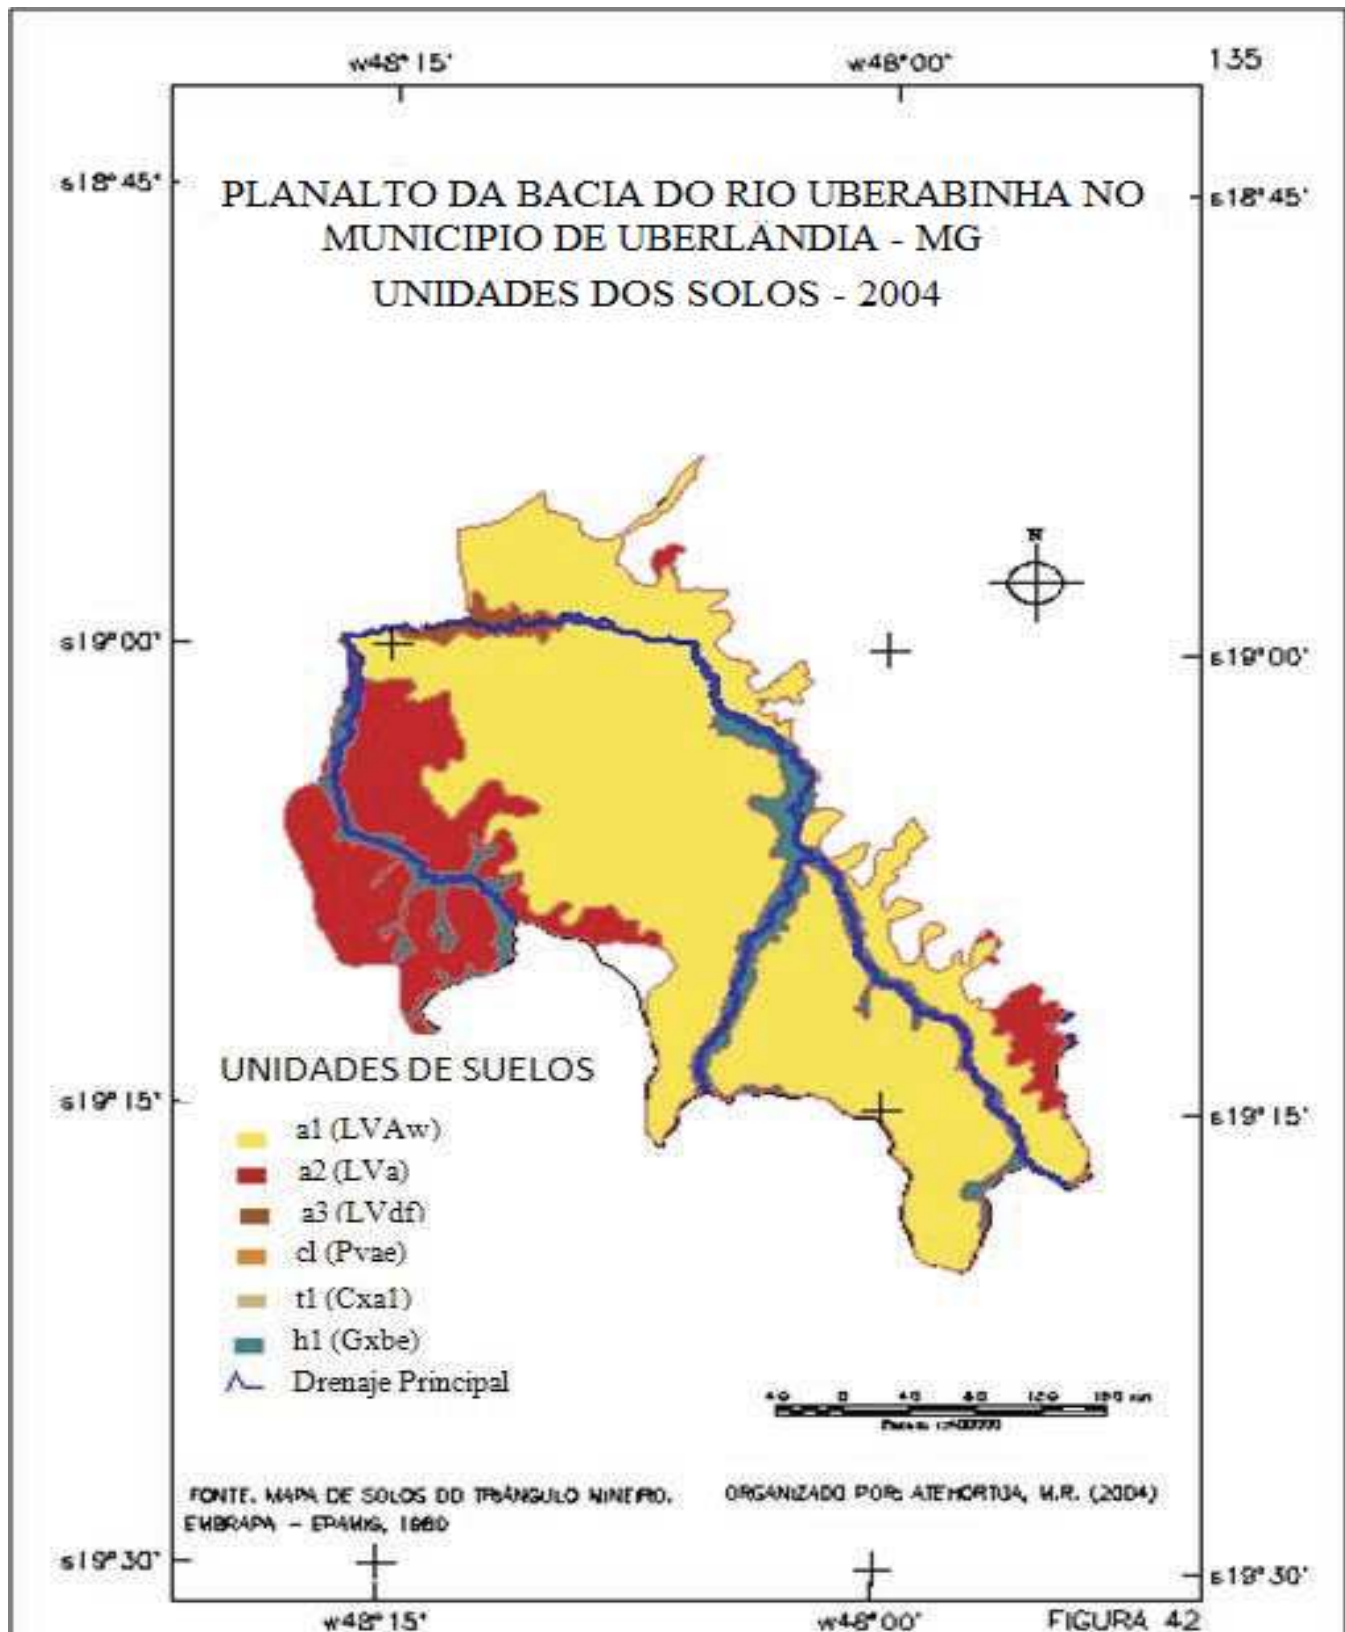 w48°15'
w48°00'
135
s18°45'
s18°45'
PLANALTO DA BACIA DO RIO UBERABINHA NO
MUNICIPIO DE UBERLÂNDIA - MG
UNIDADES DOS SOLOS - 2004
N
s19°00'
s19°00'
UNIDADES DE SUELOS
s19°15'
s19°15'
a1 (LVAw)
a2 (LVa)
a3 (LVdf)
cl (Pvae)
t1 (Cxa1)
h1 (Gxbe)
Drenaje Principal
FONTE. MAPA DE SOLOS DO TRIÂNGULO MINEIRO.
EMBRAPA - EPAMIG, 1980
ORGANIZADO POR: ATEHORTUA, W.R. (2004)
s19°30'
s19°30'
w48°15'
w48°00'
FIGURA 42